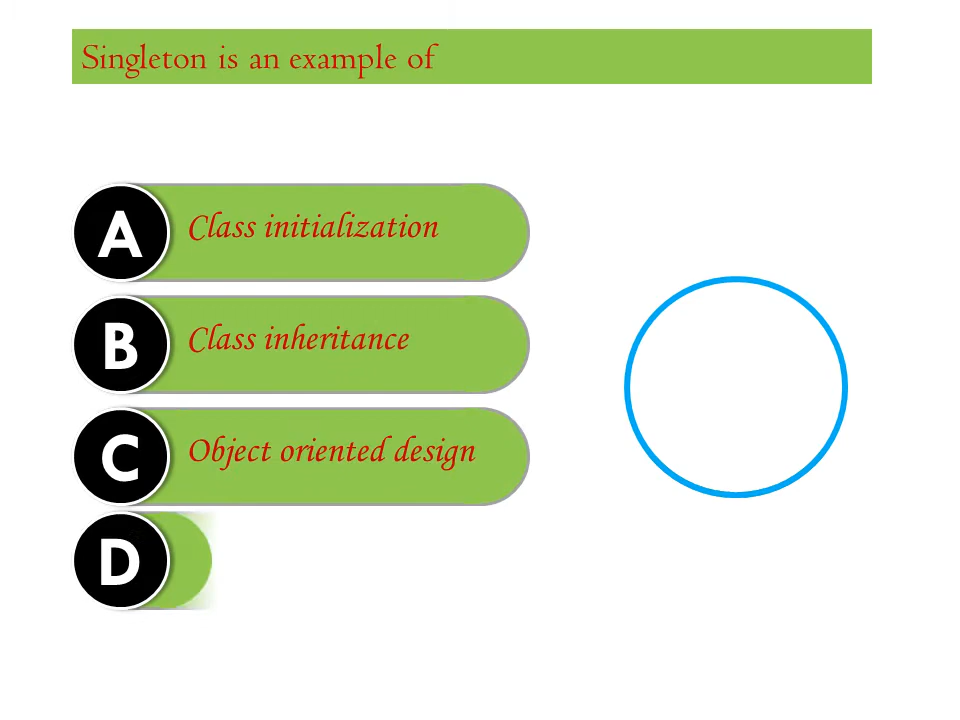 Singleton is an example of
A Class initialization
B Class inheritance
C Object oriented design
D